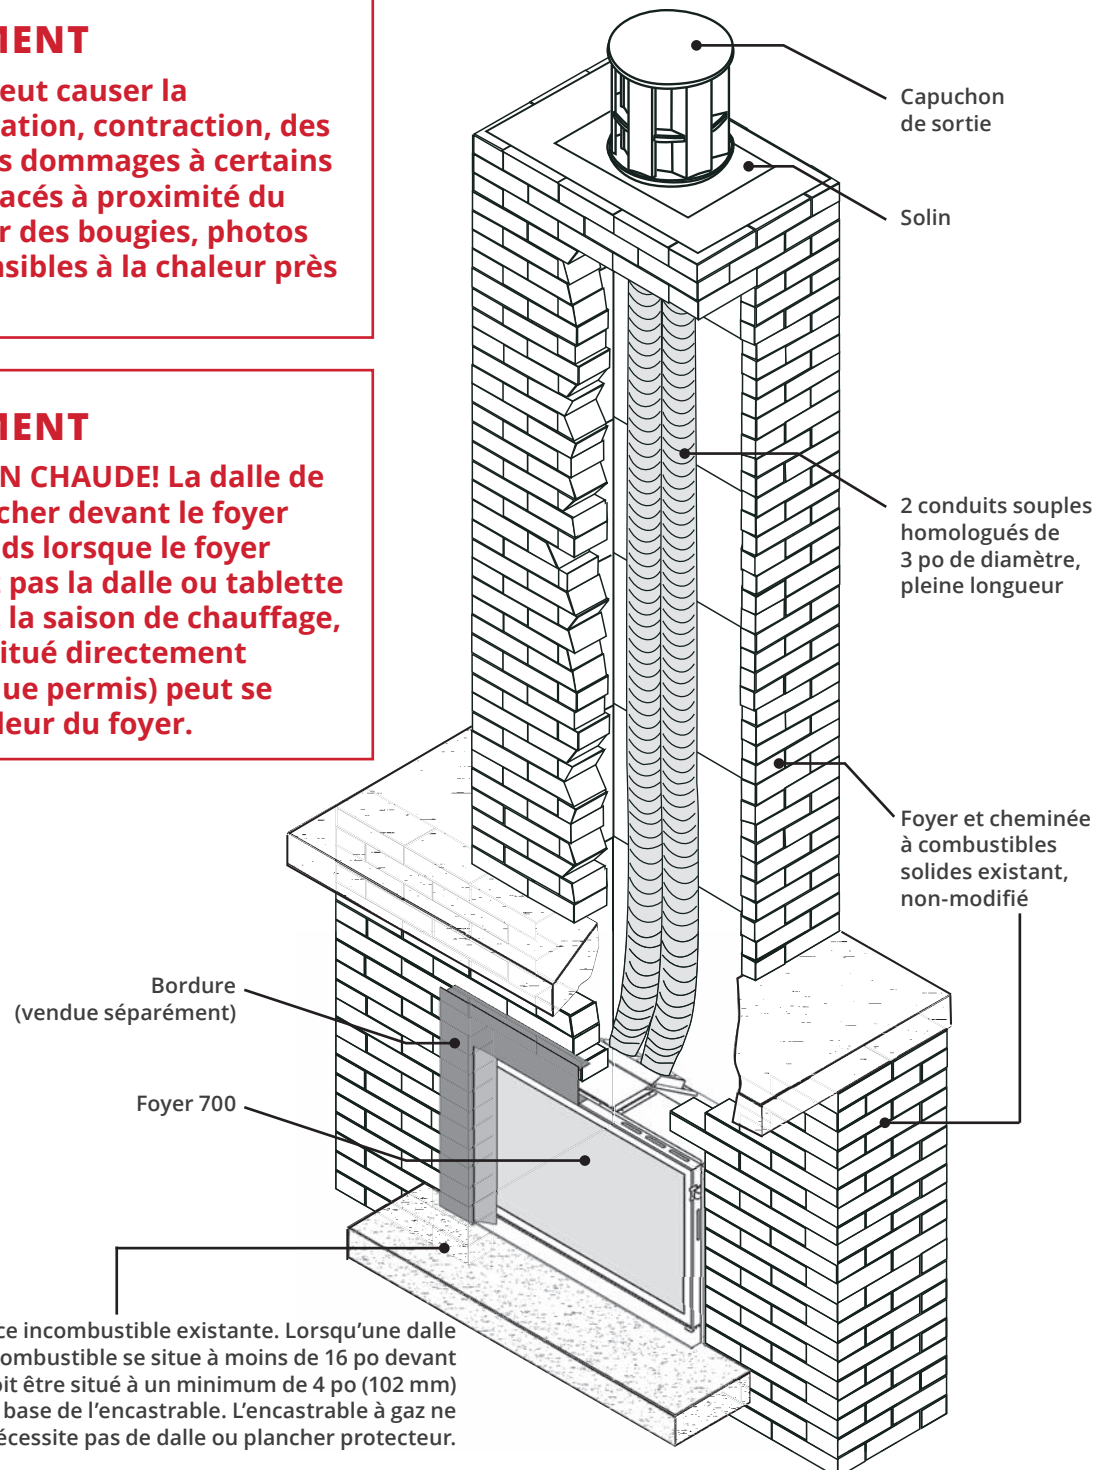 MENT
eut causer la
ation, contraction, des
s dommages à certains
acés à proximité du
r des bougies, photos
nsibles à la chaleur près
MENT
N CHAUDE! La dalle de
cher devant le foyer
ds lorsque le foyer
pas la dalle ou tablette
la saison de chauffage,
itué directement
ue permis) peut se
leur du foyer.
Capuchon
de sortie
Solin
2 conduits souples
homologués de
3 po de diamètre,
pleine longueur
Foyer et cheminée
à combustibles
solides existant,
non-modifié
Bordure
(vendue séparément)
Foyer 700
ce incombustible existante. Lorsqu’une dalle
combustible se situe à moins de 16 po devant
oit être situé à un minimum de 4 po (102 mm)
base de l’encastrable. L’encastrable à gaz ne
écessite pas de dalle ou plancher protecteur.